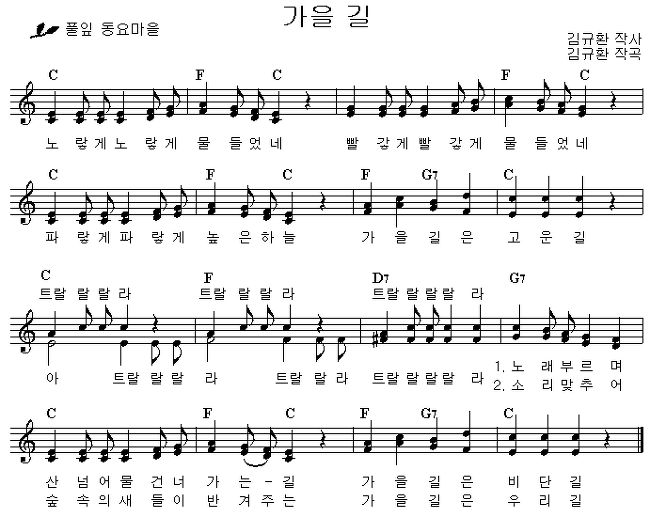 가을 길
풀잎 동요마을
김규환 작사
김규환 작곡
C F C F C
노 랗 게 노 랗 게 물 들 었 네 빨 갛 게 빨 갛 게 물 들 었 네
C F C F G7 C
파 랗 게 파 랗 게 높 은 하 늘 가 을 길 은 고 운 길
C F D7 G7
트랄 랄 랄 라 트랄 랄 랄 라 트랄 랄랄 랄 라
아 트랄 랄 랄 라 트랄 랄 라 트랄 랄랄 랄 라
1. 노 래 부 르 며
2. 소 리 맞 추 어
C F C F G7 C
산 넘 어 물 건 너 가 는 - 길 가 을 길 은 비 단 길
숲 속 의 새 들 이 반 겨 주 는 가 을 길 은 우 리 길